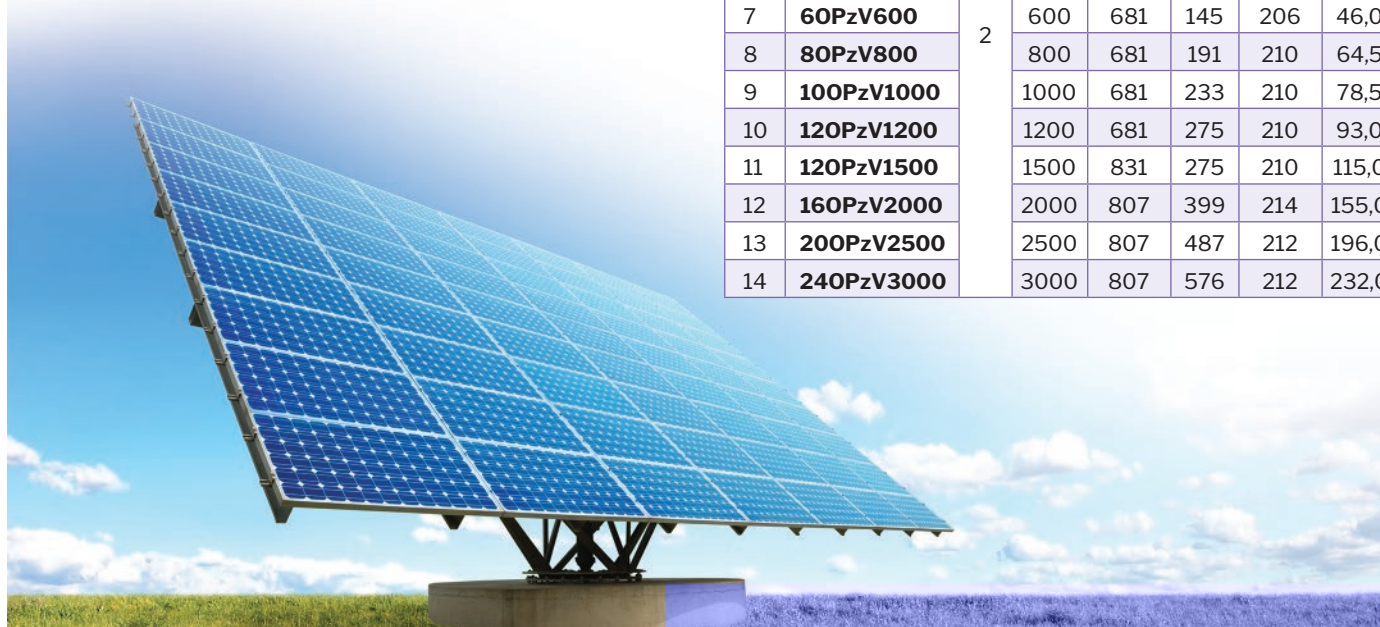 7 6OPzV600 2 600 681 145 206 46,0
8 8OPzV800 800 681 191 210 64,5
9 10OPzV1000 1000 681 233 210 78,5
10 12OPzV1200 1200 681 275 210 93,0
11 12OPzV1500 1500 831 275 210 115,0
12 16OPzV2000 2000 807 399 214 155,0
13 20OPzV2500 2500 807 487 212 196,0
14 24OPzV3000 3000 807 576 212 232,0